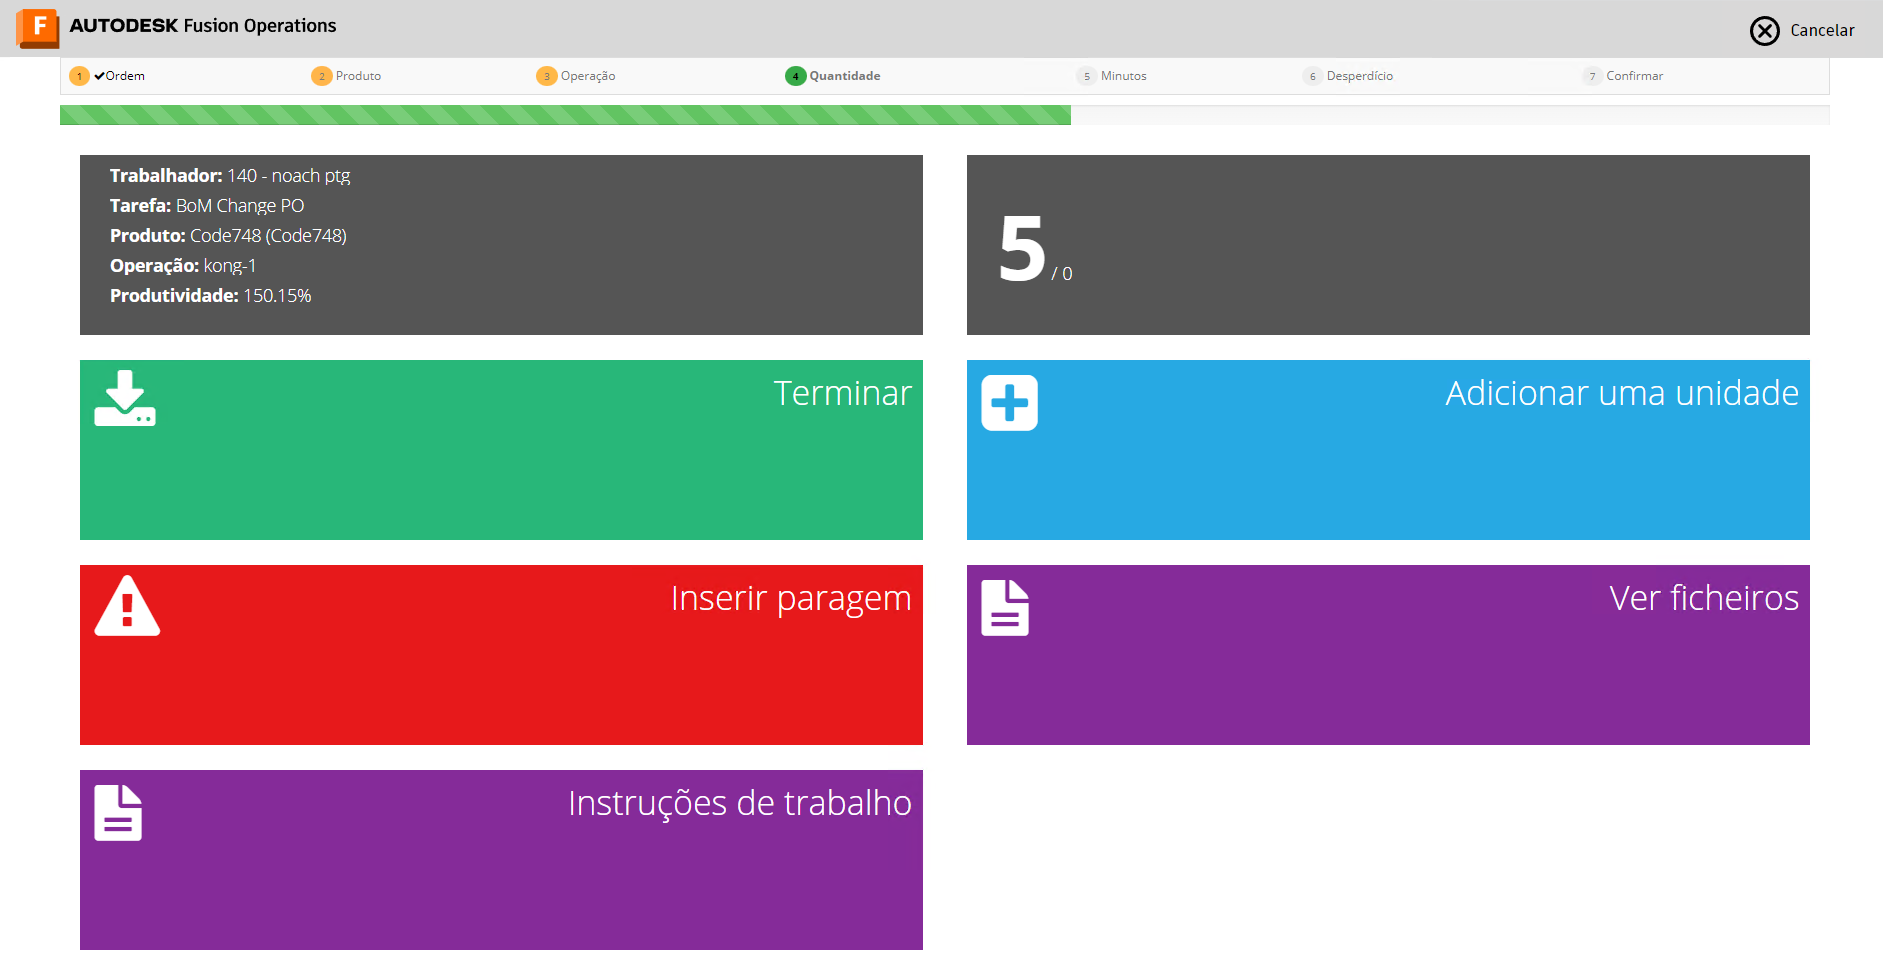 F AUTODESK Fusion Operations
Cancelar
1 Ordem
2 Produto
3 Operação
4 Quantidade
5 Minutos
6 Desperdício
7 Confirmar
Trabalhador: 140 - noach ptg
Tarefa: BoM Change PO
Produto: Code748 (Code748)
Operação: kong-1
Produtividade: 150.15%
5 / 0
Terminar
Adicionar uma unidade
Inserir paragem
Ver ficheiros
Instruções de trabalho